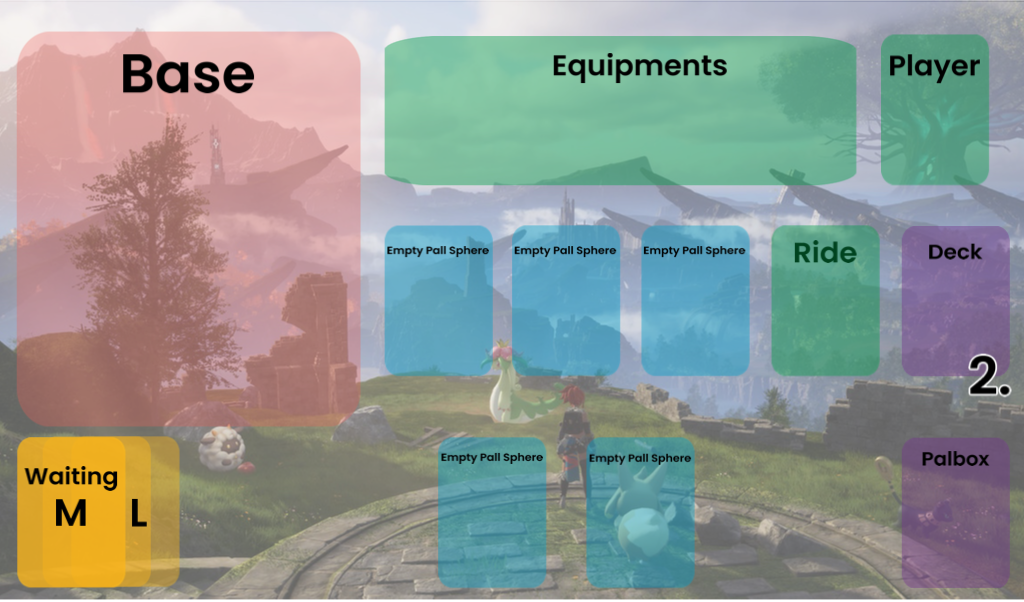 Base
Equipments
Player
Empty Pall Sphere
Empty Pall Sphere
Empty Pall Sphere
Ride
Deck
2.
Waiting
M L
Empty Pall Sphere
Empty Pall Sphere
Palbox